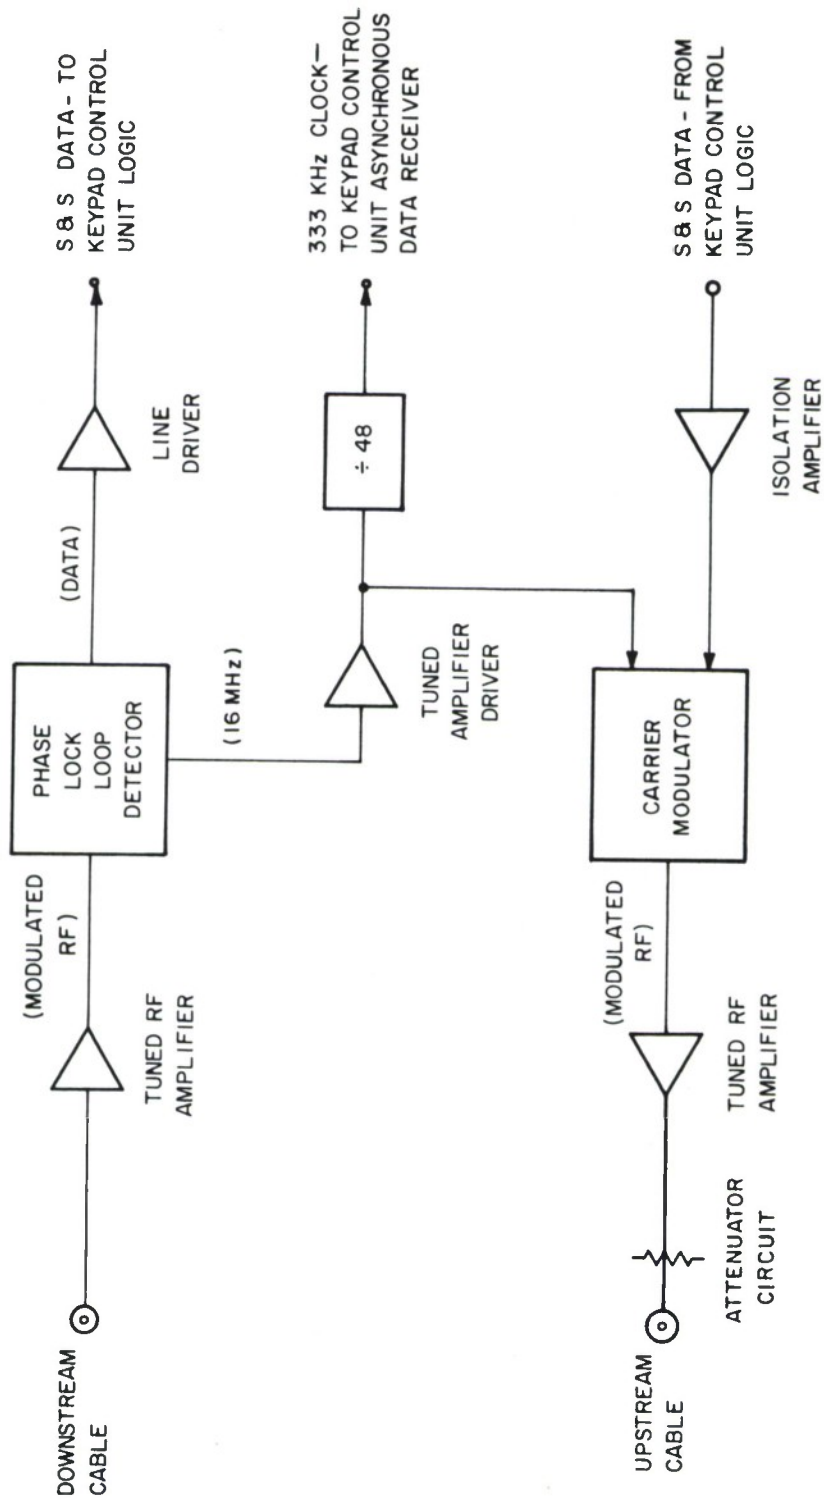 DOWNSTREAM
CABLE
TUNED RF
AMPLIFIER
(MODULATED
RF)
PHASE
LOCK
LOOP
DETECTOR
(DATA)
LINE
DRIVER
S & S DATA - TO
KEYPAD CONTROL
UNIT LOGIC
(16 MHz)
TUNED
AMPLIFIER
DRIVER
÷ 48
333 KHz CLOCK—
TO KEYPAD CONTROL
UNIT ASYNCHRONOUS
DATA RECEIVER
UPSTREAM
CABLE
ATTENUATOR
CIRCUIT
TUNED RF
AMPLIFIER
(MODULATED
RF)
CARRIER
MODULATOR
ISOLATION
AMPLIFIER
S & S DATA - FROM
KEYPAD CONTROL
UNIT LOGIC